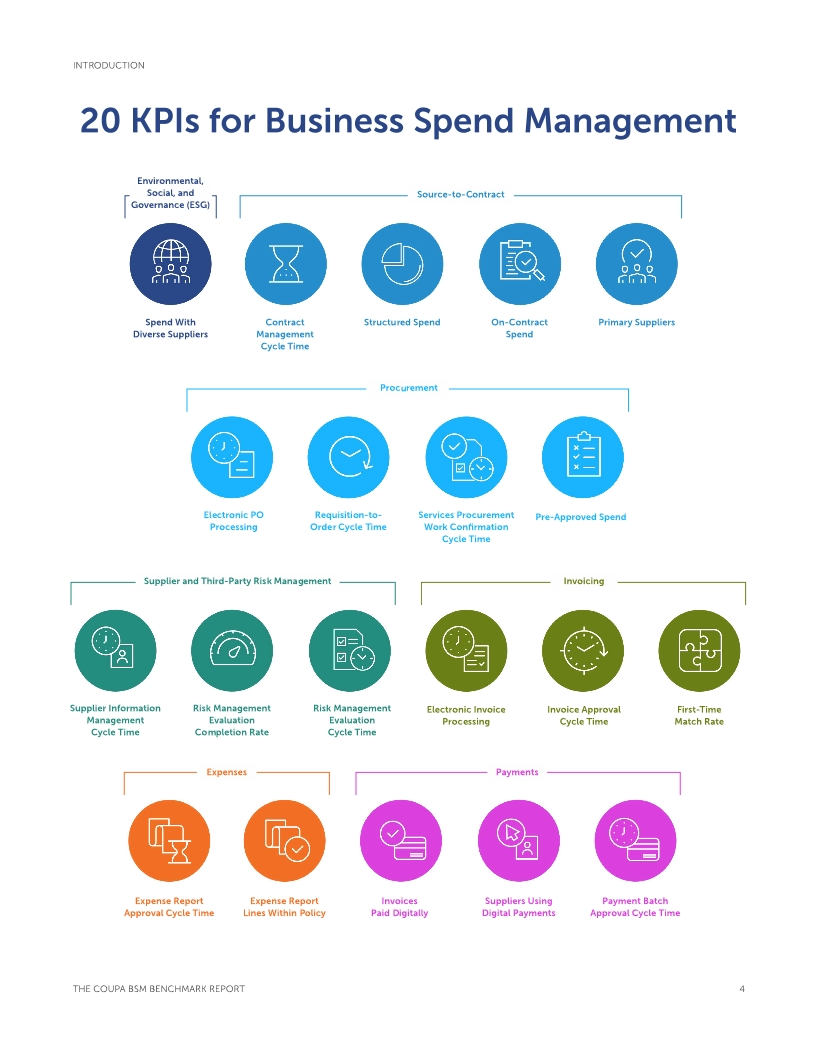 INTRODUCTION
20 KPIs for Business Spend Management
Environmental,
Social, and
Governance (ESG)
Source-to-Contract
Spend With
Diverse Suppliers
Contract
Management
Cycle Time
Structured Spend
On-Contract
Spend
Primary Suppliers
Procurement
Electronic PO
Processing
Requisition-to-
Order Cycle Time
Services Procurement
Work Confirmation
Cycle Time
Pre-Approved Spend
Supplier and Third-Party Risk Management
Supplier Information
Management
Cycle Time
Risk Management
Evaluation
Completion Rate
Risk Management
Evaluation
Cycle Time
Invoicing
Electronic Invoice
Processing
Invoice Approval
Cycle Time
First-Time
Match Rate
Expenses
Expense Report
Approval Cycle Time
Expense Report
Lines Within Policy
Payments
Invoices
Paid Digitally
Suppliers Using
Digital Payments
Payment Batch
Approval Cycle Time
THE COUPA BSM BENCHMARK REPORT
4